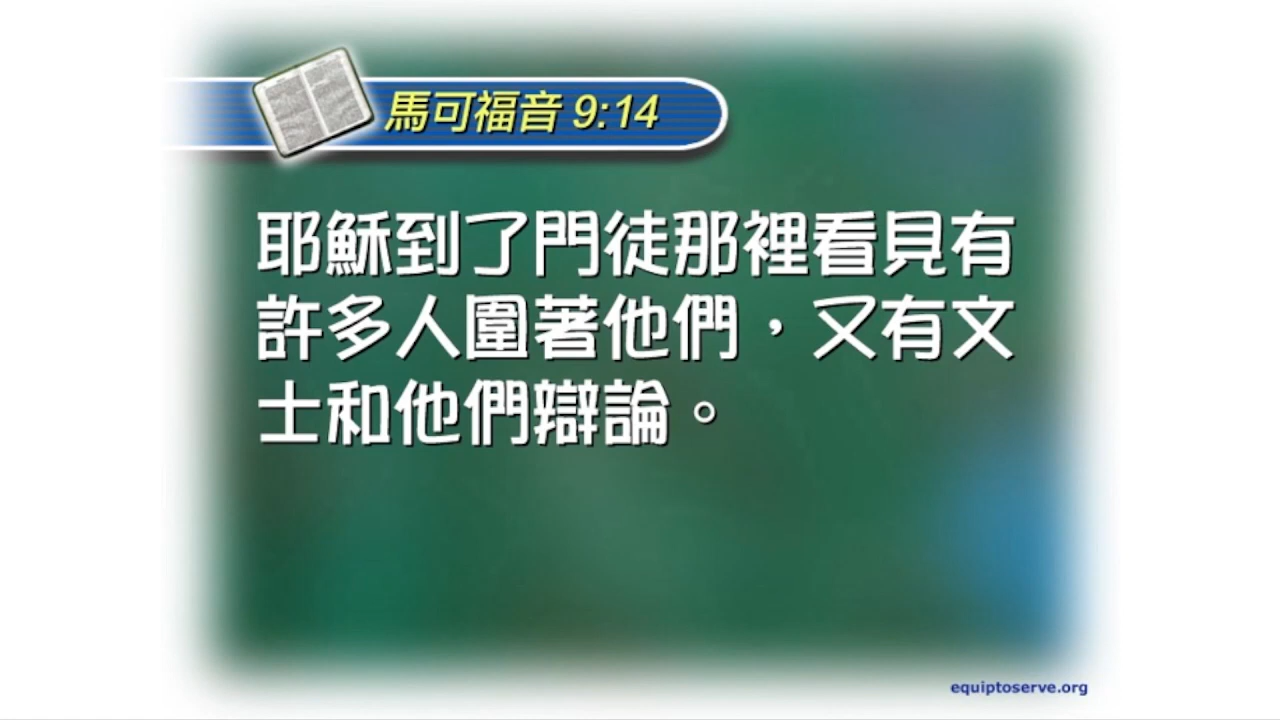 馬可福音 9:14
耶穌到了門徒那裡看見有
許多人圍著他們，又有文
士和他們辯論。
equiptoserve.org